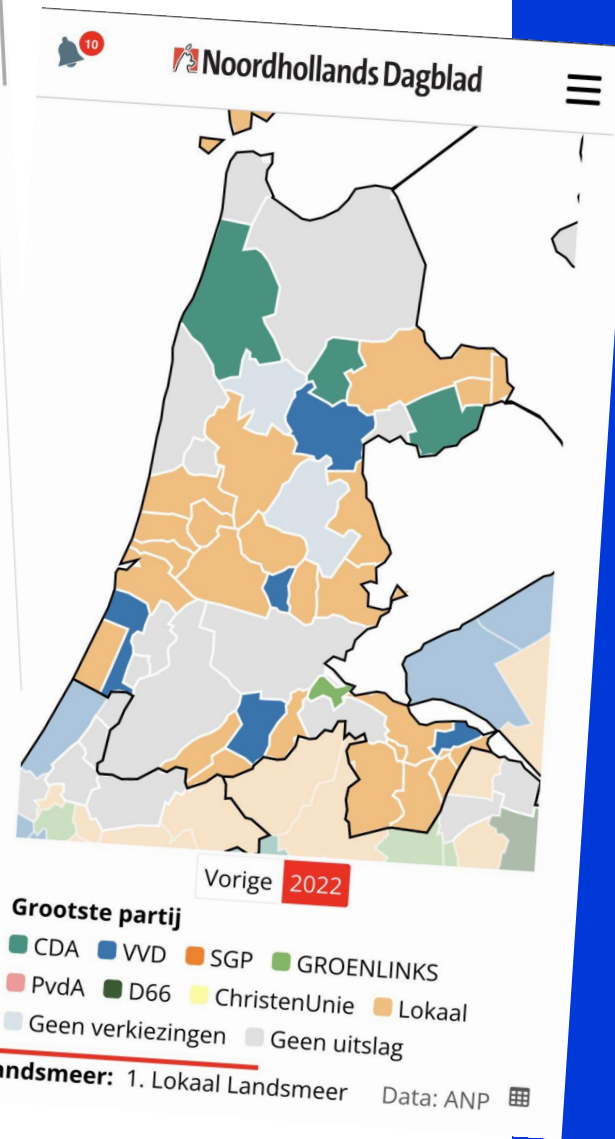 10
Noordhollands Dagblad
Vorige 2022
Grootste partij
CDA VVD SGP GROENLINKS
PvdA D66 ChristenUnie Lokaal
Geen verkiezingen Geen uitslag
andsmeer: 1. Lokaal Landsmeer Data: ANP